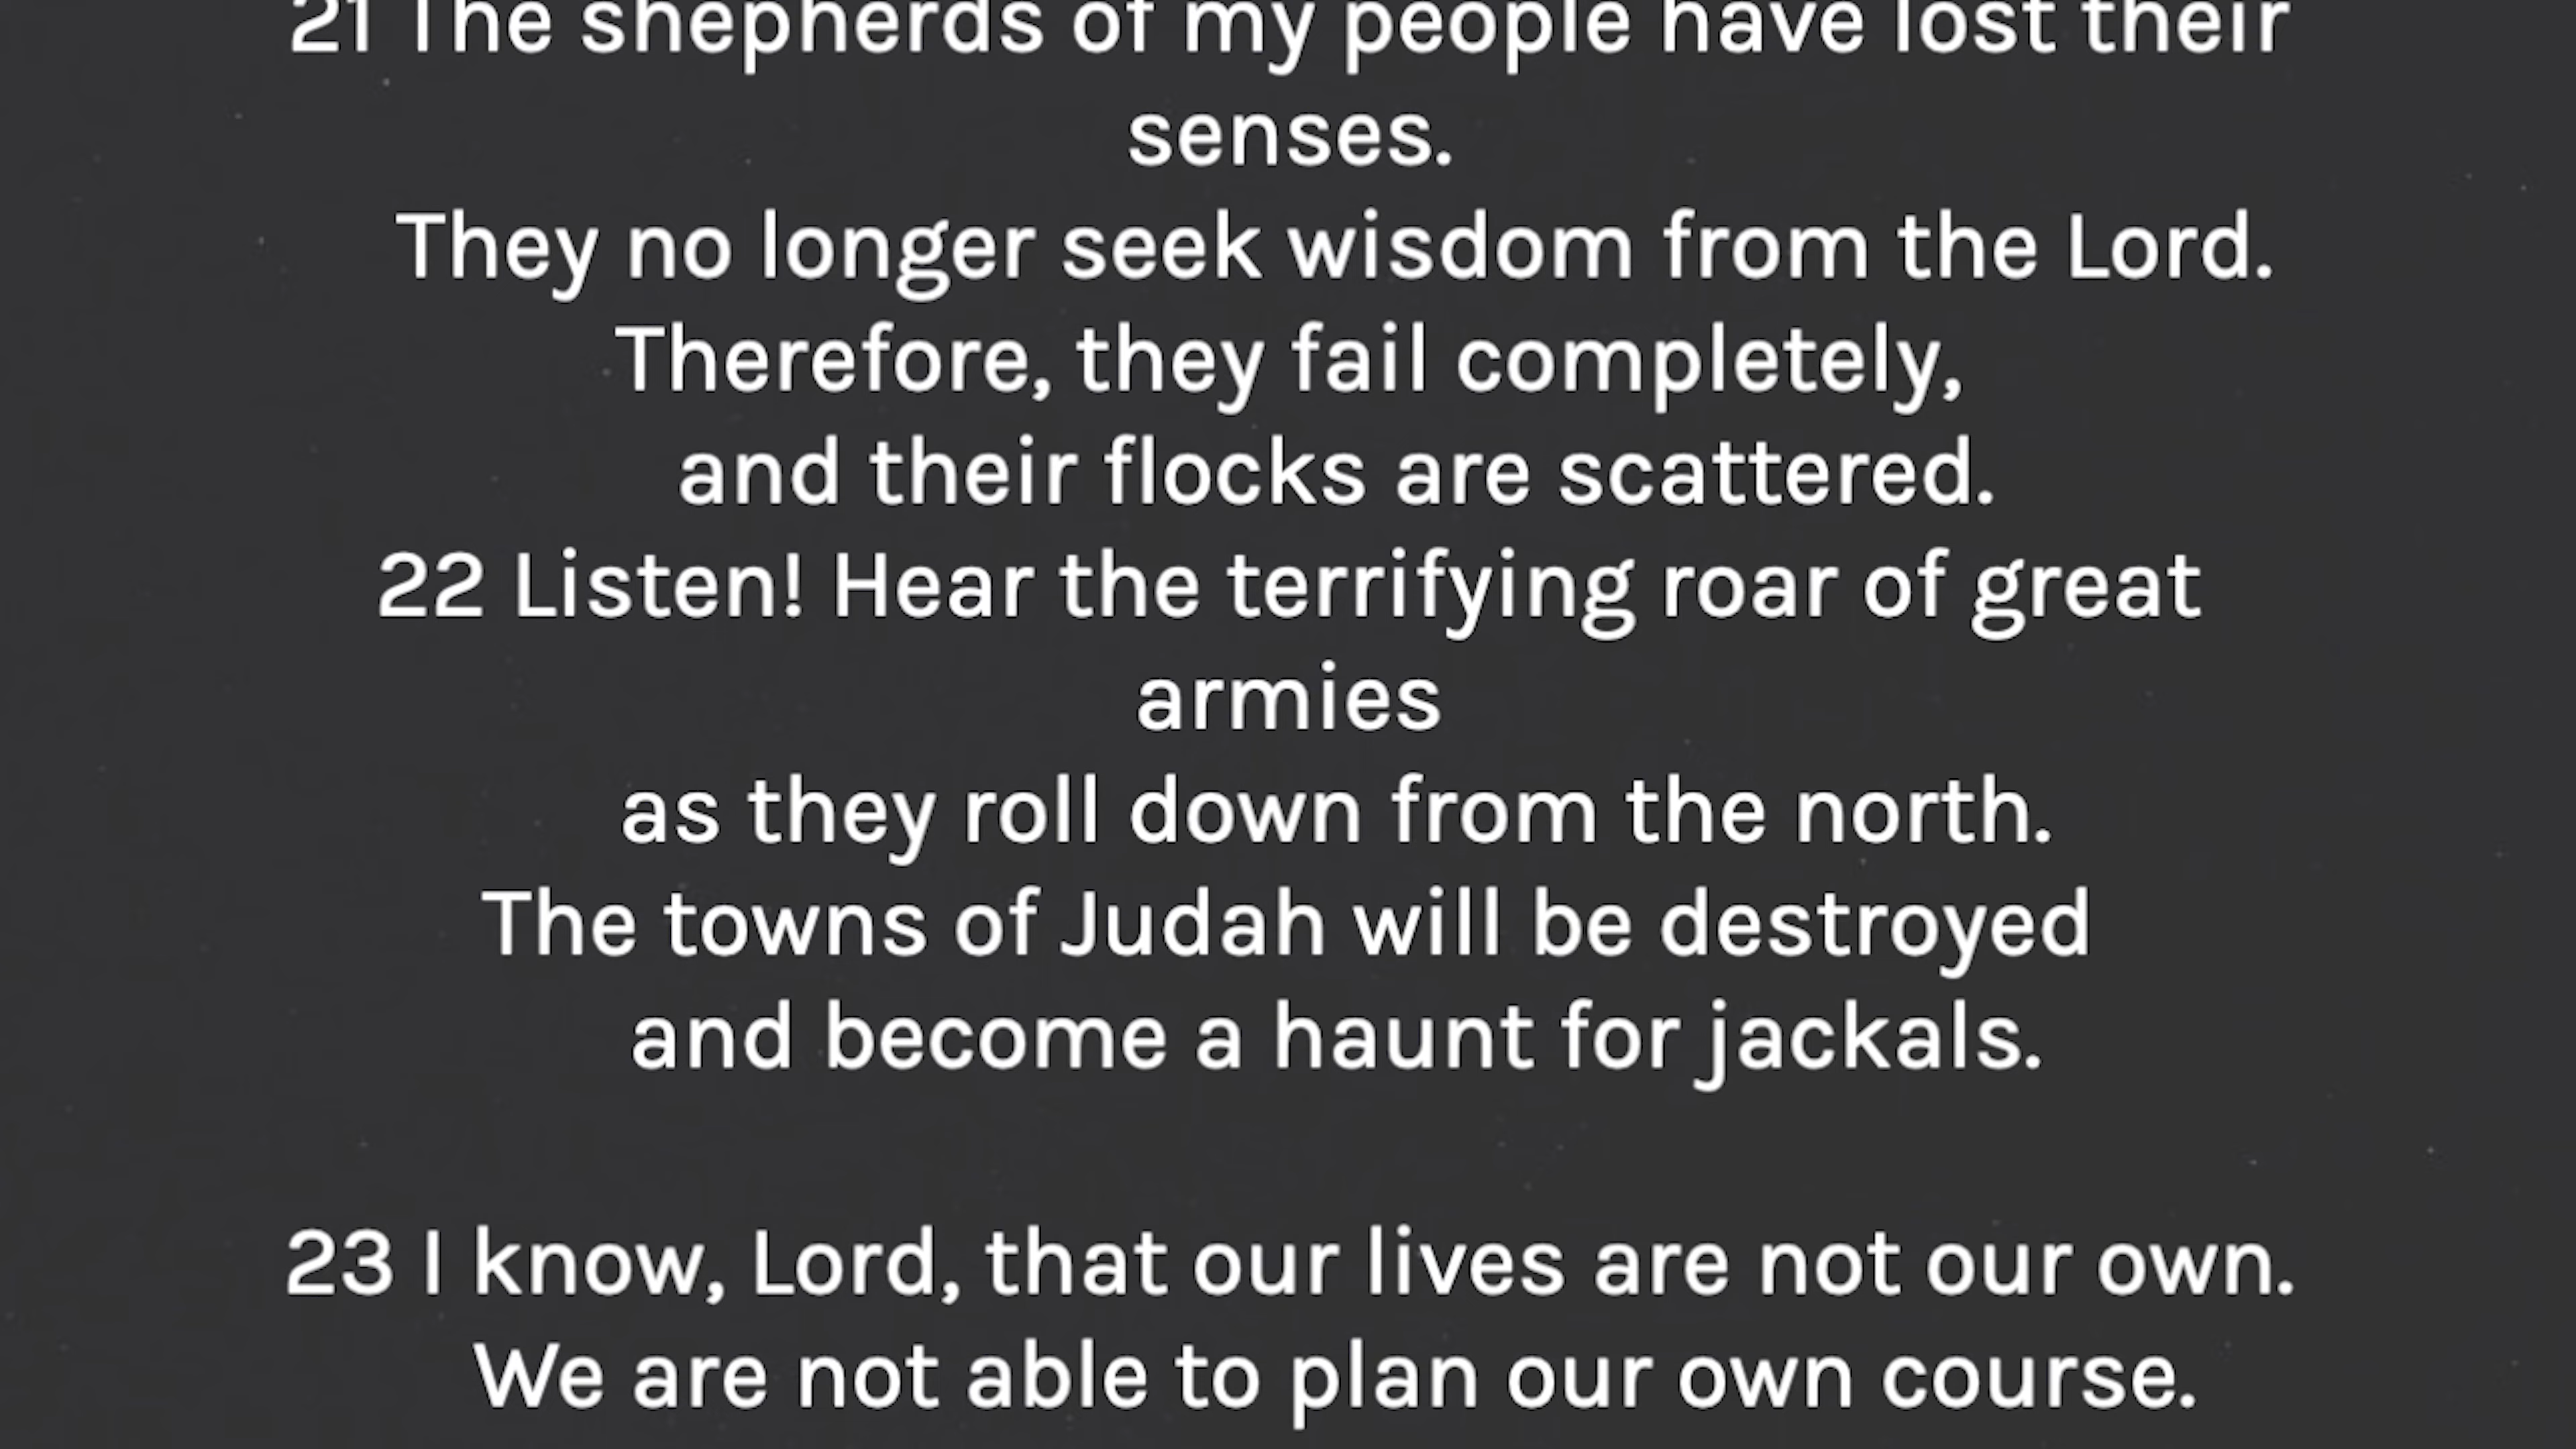 21 The shepherds of my people have lost their
senses.
They no longer seek wisdom from the Lord.
Therefore, they fail completely,
and their flocks are scattered.
22 Listen! Hear the terrifying roar of great
armies
as they roll down from the north.
The towns of Judah will be destroyed
and become a haunt for jackals.
23 I know, Lord, that our lives are not our own.
We are not able to plan our own course.